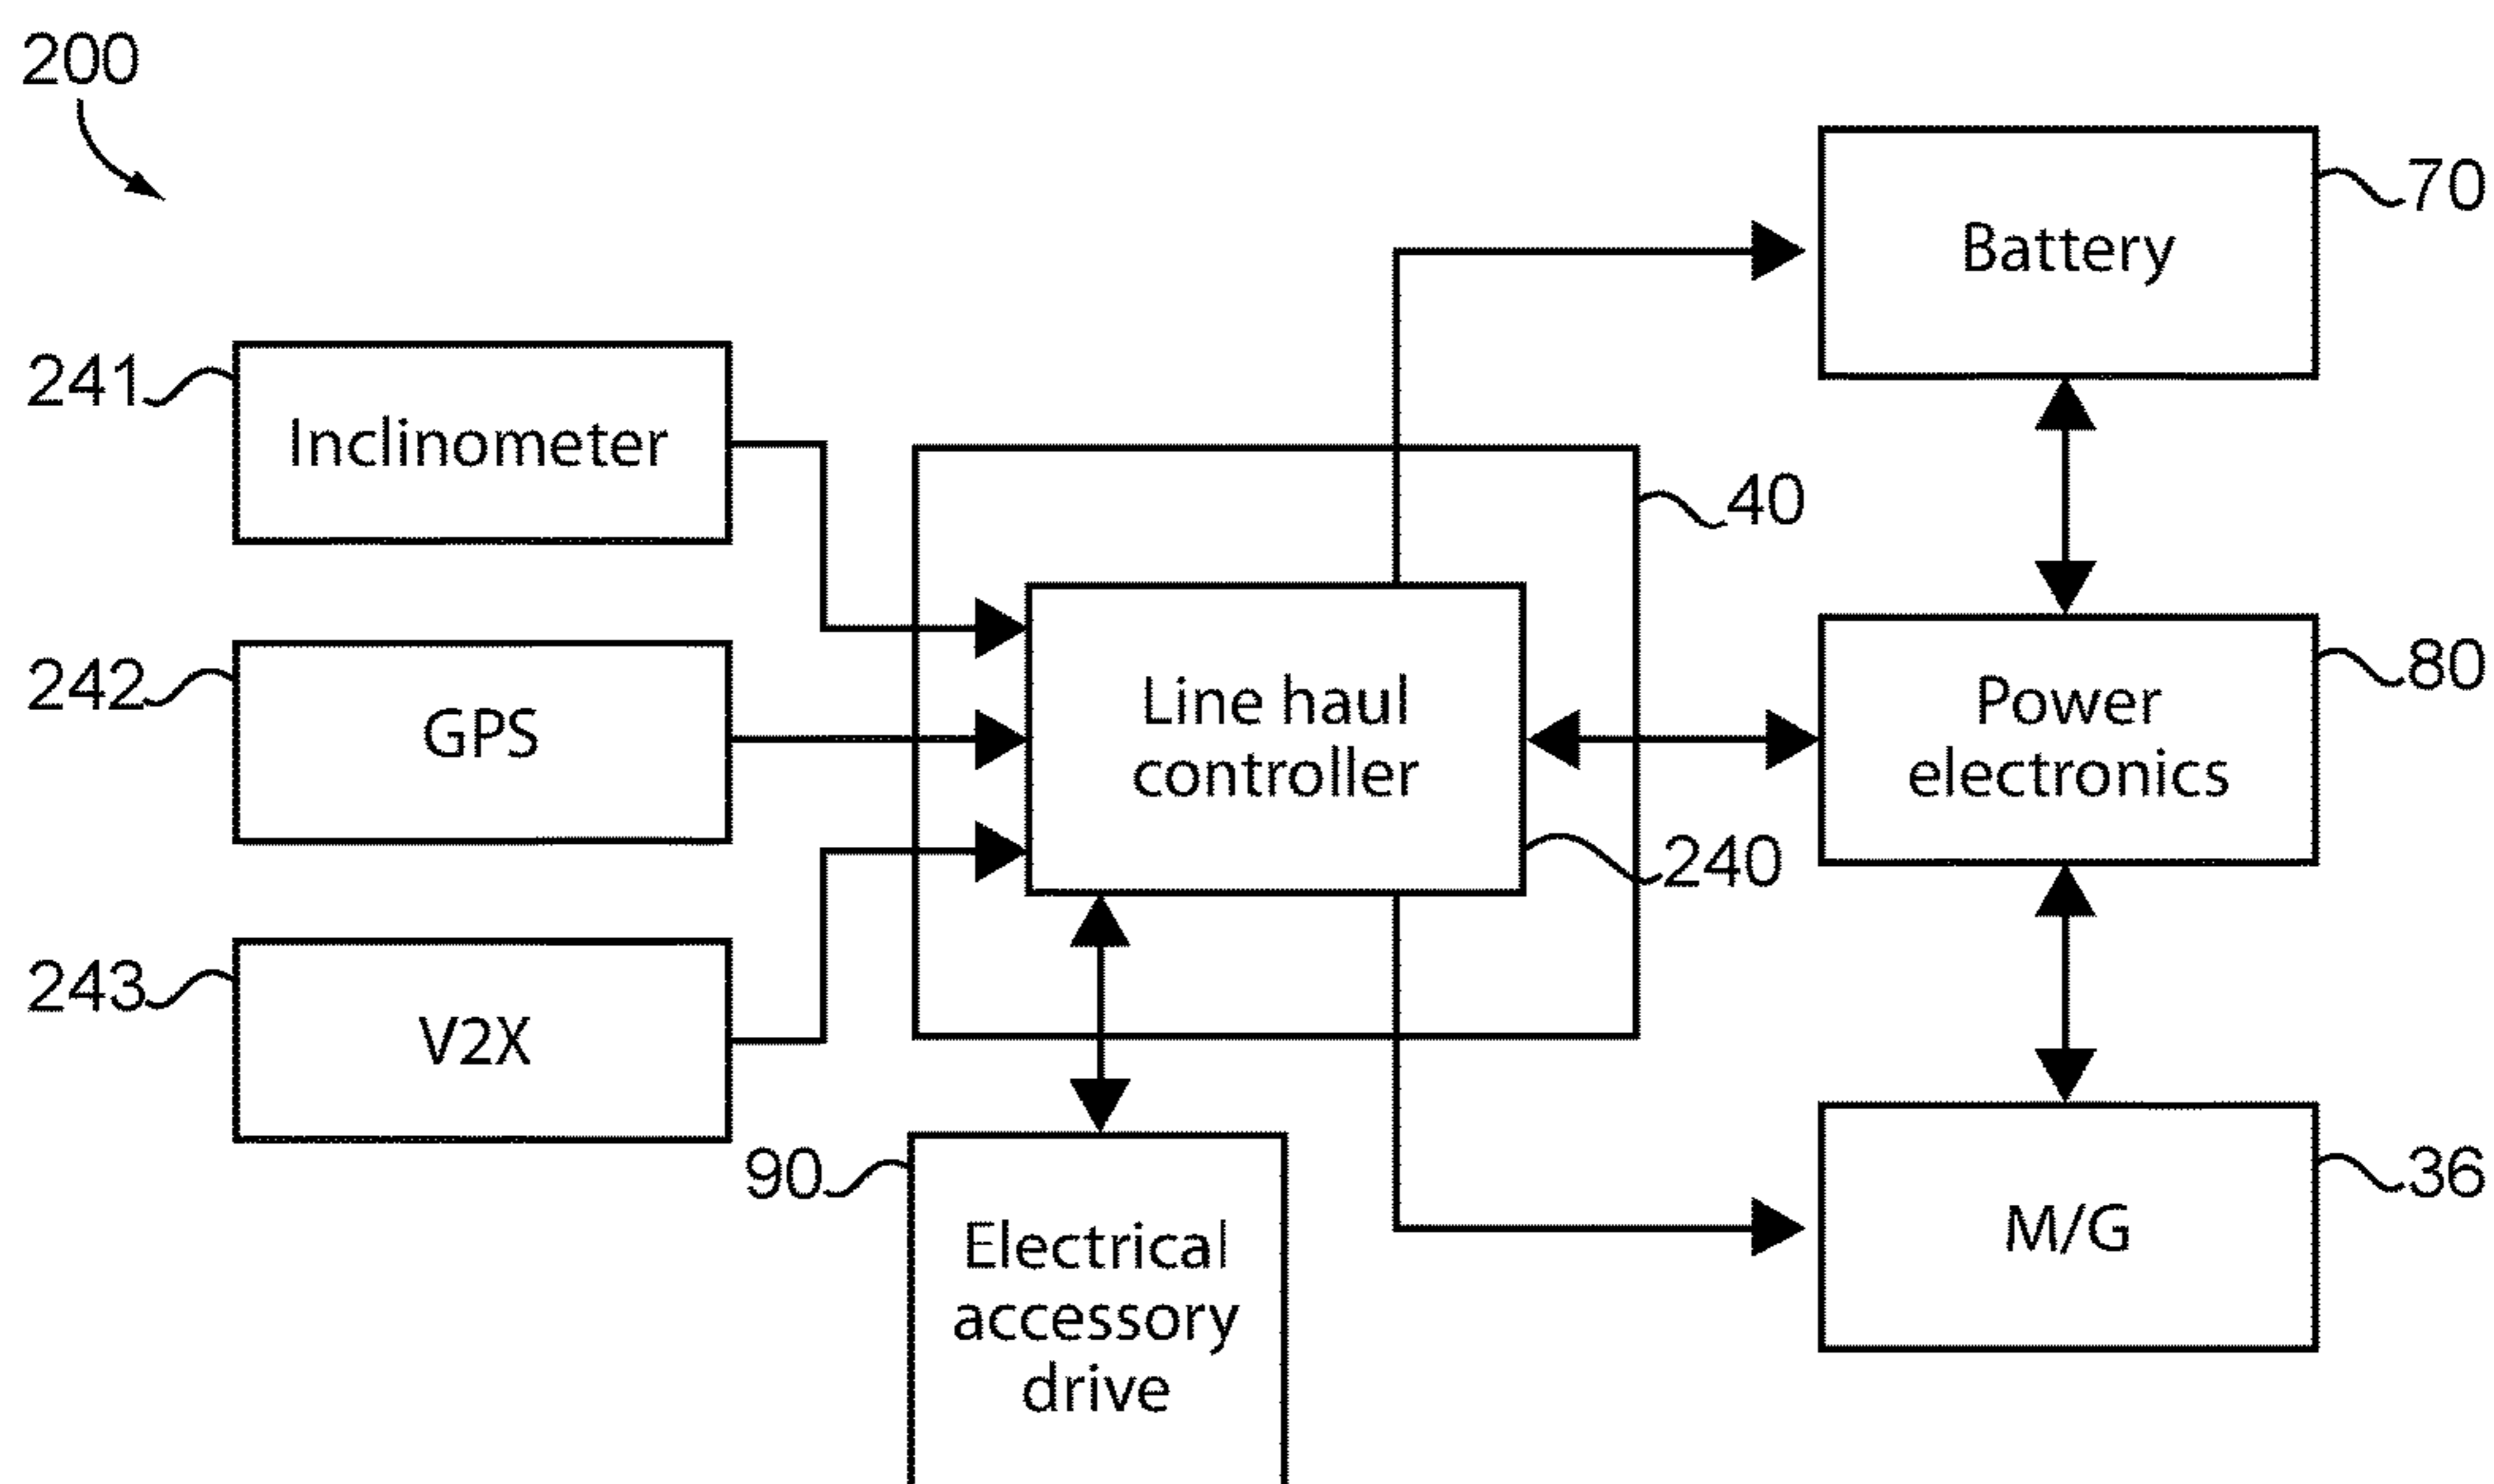 200
70
Battery
241
Inclinometer
40
242
GPS
Line haul
controller
80
Power
electronics
240
243
V2X
90
Electrical
accessory
drive
36
M/G